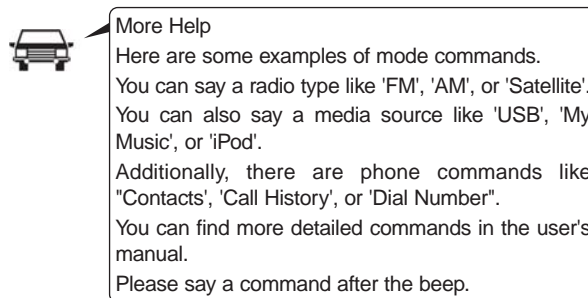 More Help
Here are some examples of mode commands.
You can say a radio type like 'FM', 'AM', or 'Satellite'.
You can also say a media source like 'USB', 'My
Music', or 'iPod'.
Additionally, there are phone commands like
"Contacts', 'Call History', or 'Dial Number".
You can find more detailed commands in the user's
manual.
Please say a command after the beep.